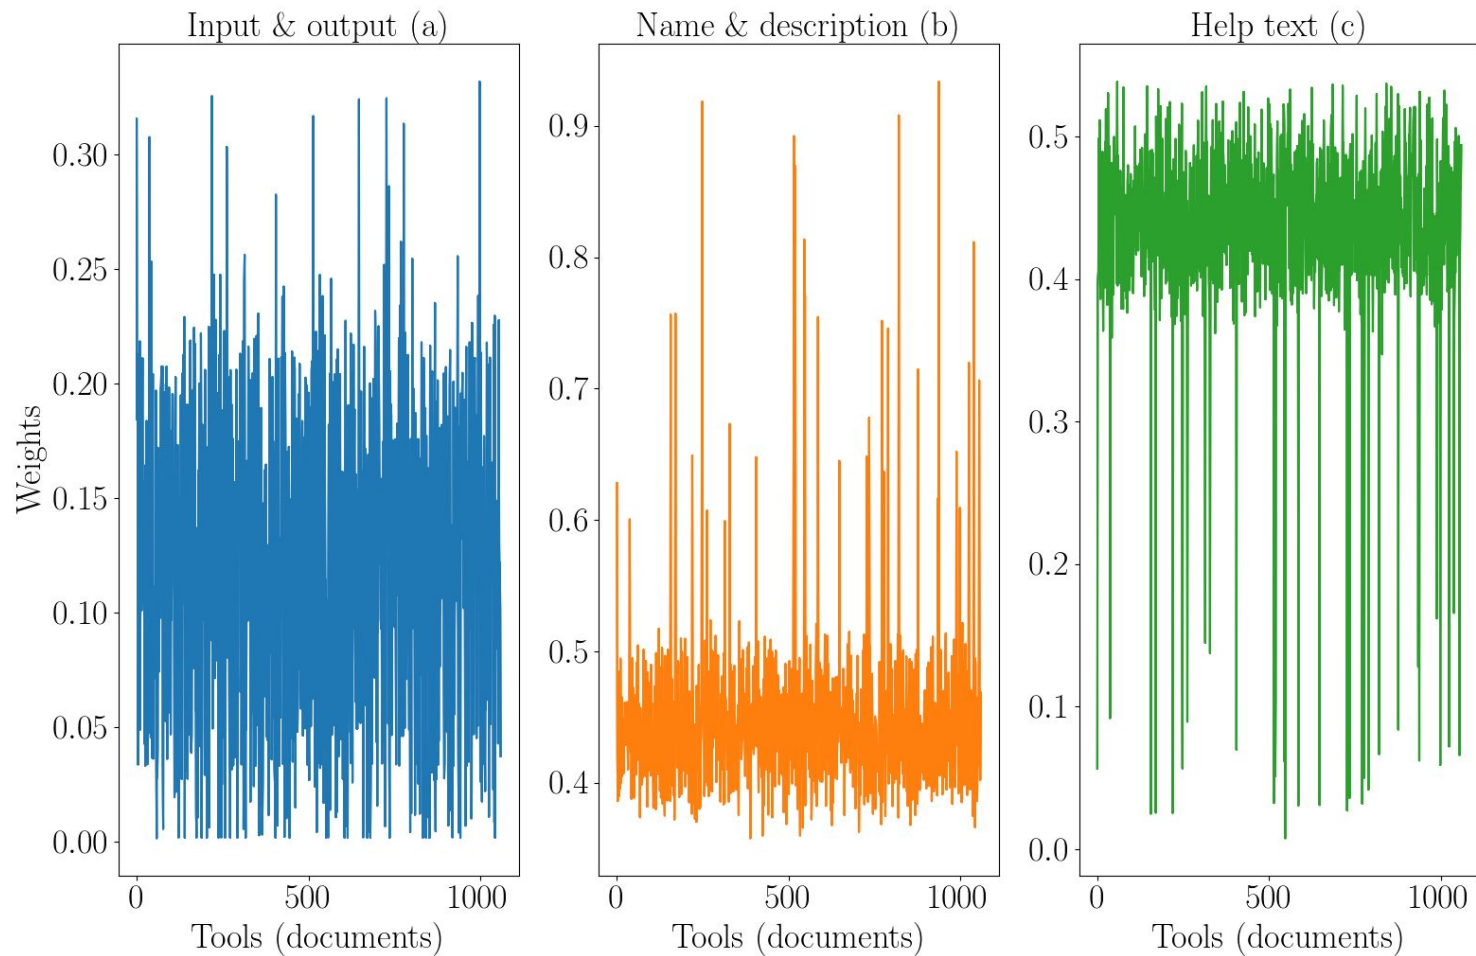 Input & output (a)
Name & description (b)
Help text (c)
Weights
0.30
0.25
0.20
0.15
0.10
0.05
0.00
0.9
0.8
0.7
0.6
0.5
0.4
0.5
0.4
0.3
0.2
0.1
0.0
0 500 1000
0 500 1000
0 500 1000
Tools (documents)
Tools (documents)
Tools (documents)